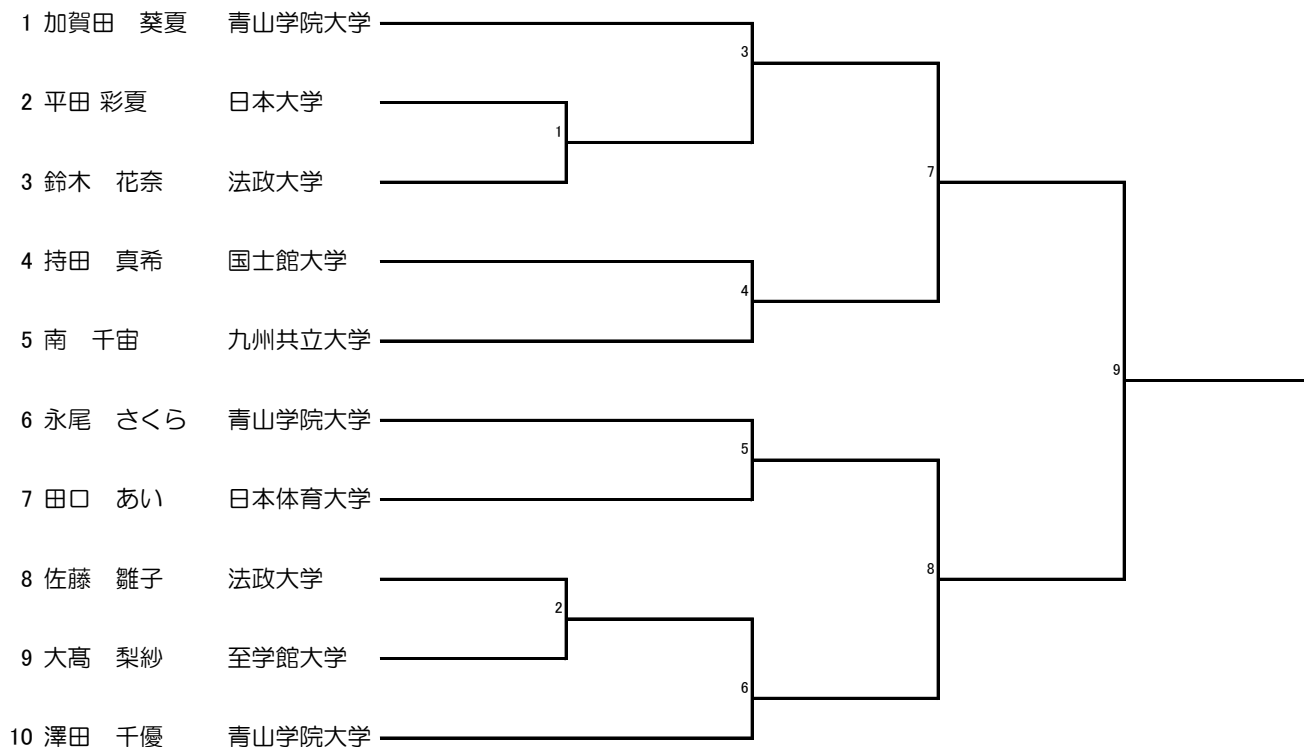 1 加賀田 葵夏 青山学院大学
3
2 平田 彩夏 日本大学
1
3 鈴木 花奈 法政大学
7
4 持田 真希 国士館大学
4
5 南 千宙 九州共立大学
9
6 永尾 さくら 青山学院大学
5
7 田口 あい 日本体育大学
8 佐藤 雛子 法政大学
8
2
9 大髙 梨紗 至学館大学
6
10 澤田 千優 青山学院大学